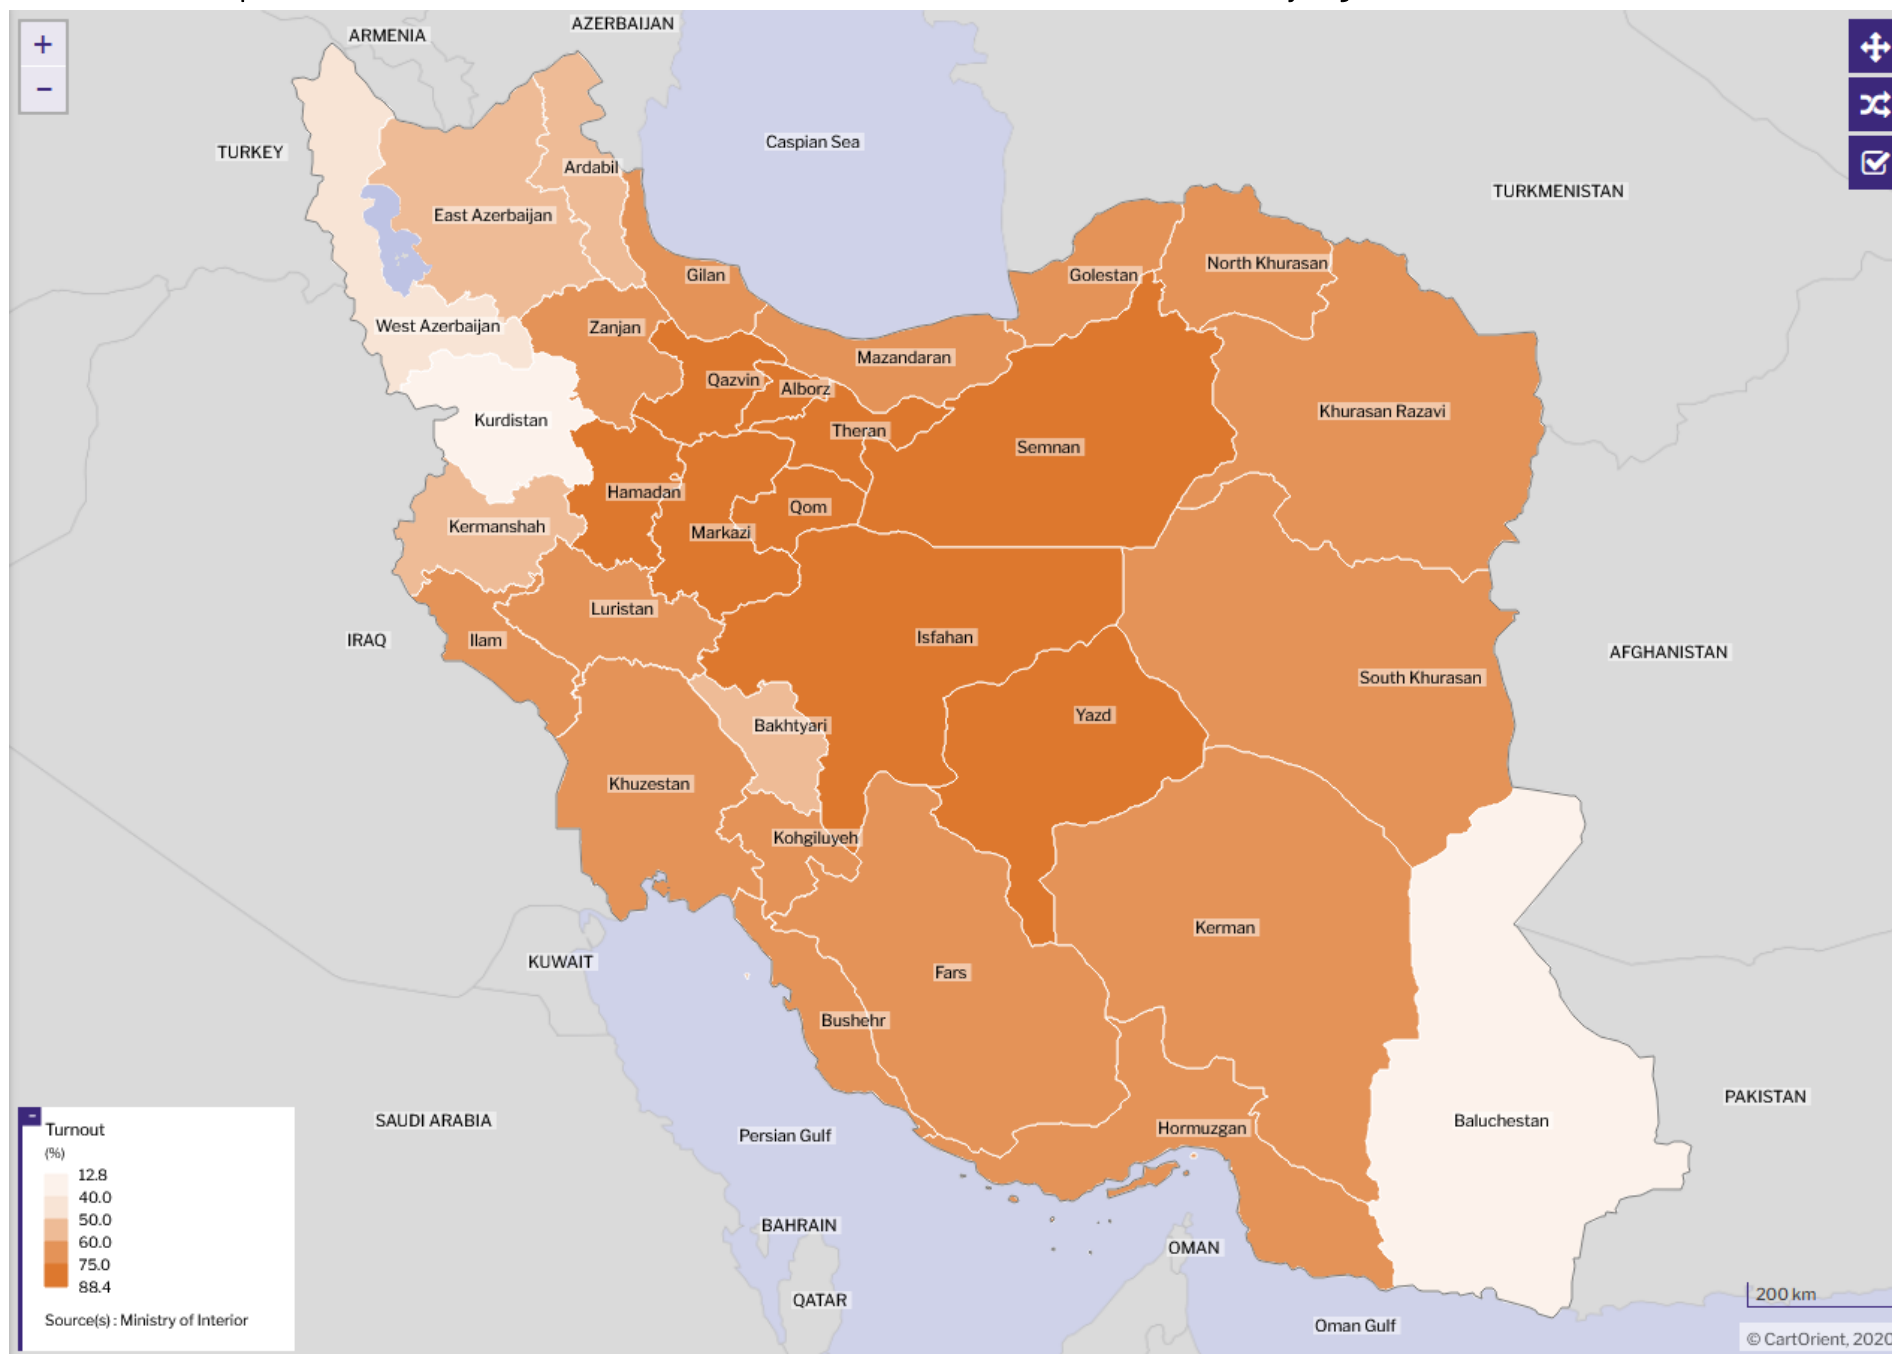 ARMENIA
AZERBAIJAN
+
−
TURKEY
Caspian Sea
Ardabil
TURKMENISTAN
East Azerbaijan
Gilan
Golestan
North Khurasan
West Azerbaijan
Zanjan
Mazandaran
Qazvin
Alborz
Kurdistan
Theran
Khurasan Razavi
Semnan
Hamadan
Qom
Kermanshah
Markazi
Luristan
IRAQ
Ilam
Isfahan
AFGHANISTAN
South Khurasan
Bakhtyari
Yazd
Khuzestan
Kohgiluyeh
Kerman
KUWAIT
Fars
Bushehr
PAKISTAN
SAUDI ARABIA
Persian Gulf
Hormuzgan
Baluchestan
BAHRAIN
OMAN
QATAR
Oman Gulf
-
Turnout
(%)
12.8
40.0
50.0
60.0
75.0
88.4
Source(s) : Ministry of Interior
200 km
© CartOrient, 2020